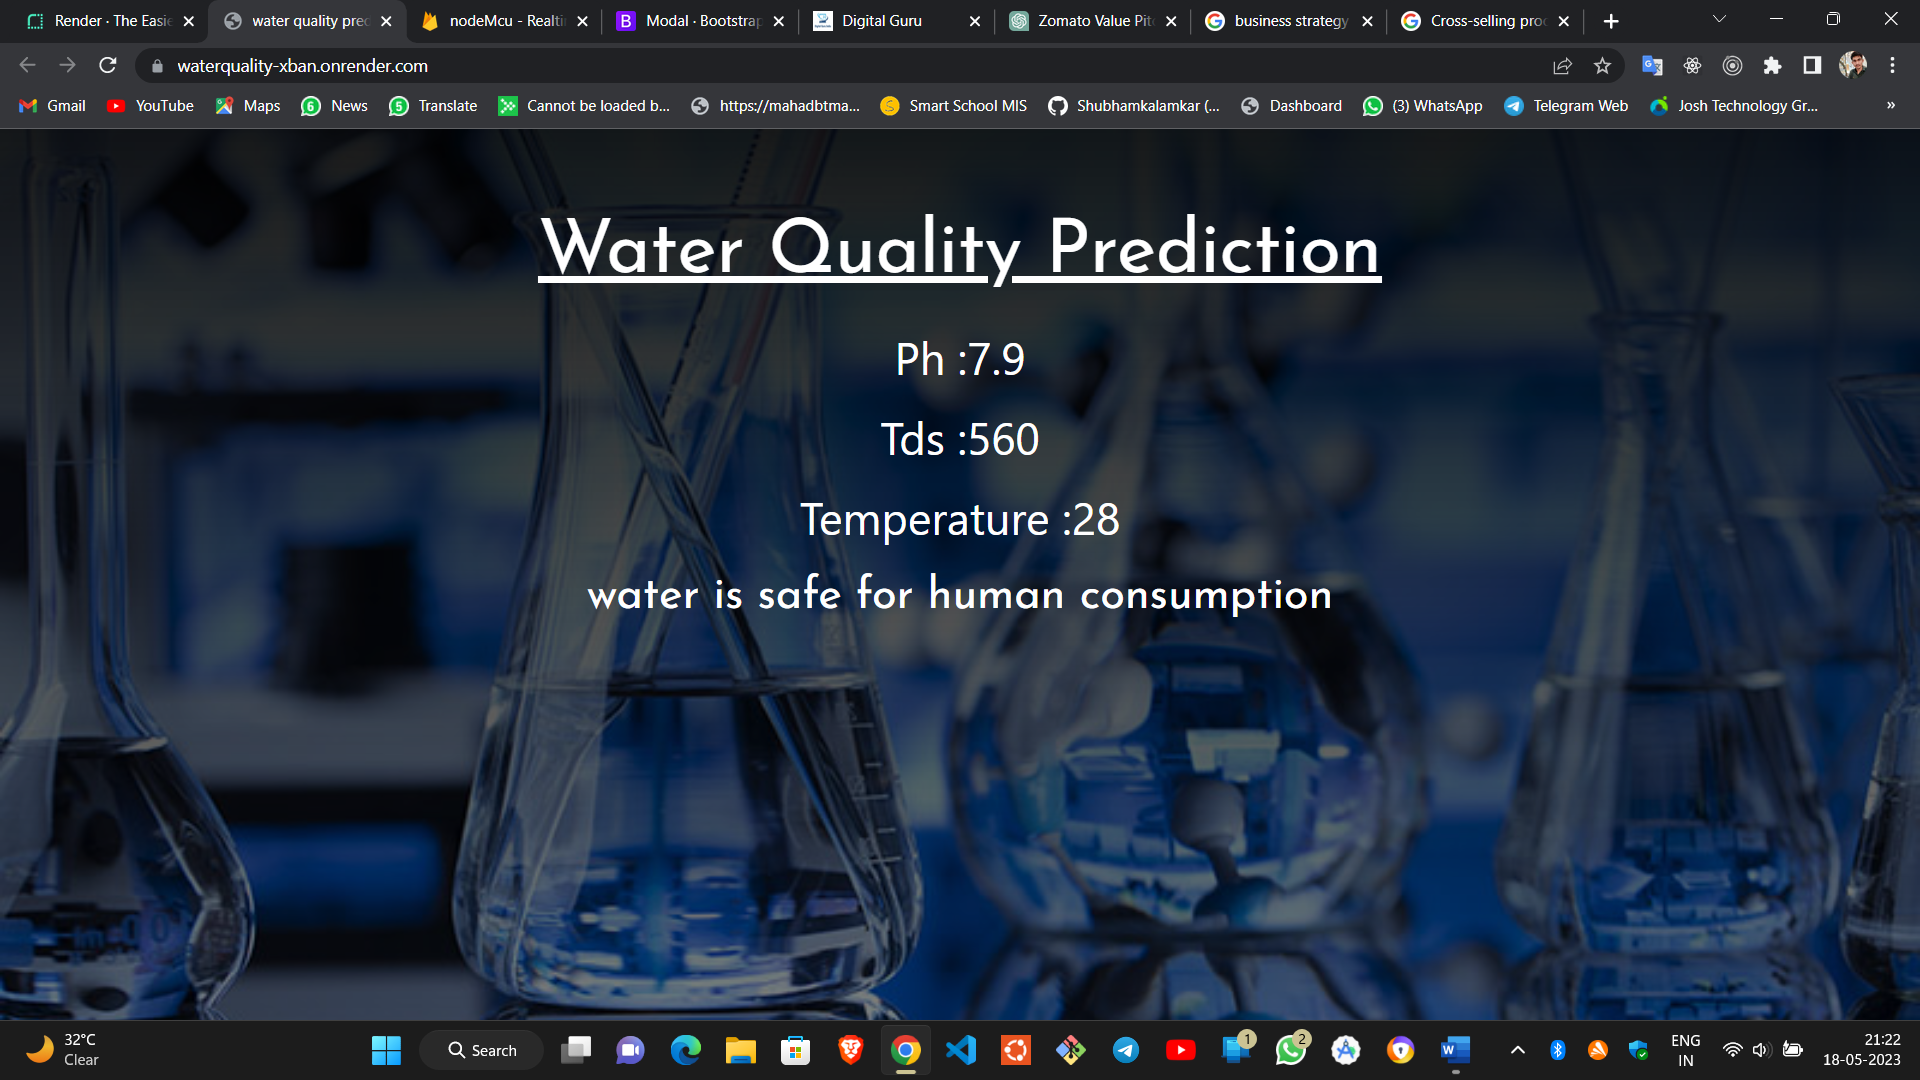 Render · The Easie
water quality pred
nodeMcu - Realti
Modal · Bootstrap
Digital Guru
Zomato Value Pit
business strategy
Cross-selling pro
waterquality-xban.onrender.com
Gmail
YouTube
Maps
News
Translate
Cannot be loaded b...
https://mahadbtma...
Smart School MIS
Shubhamkalamkar (...
Dashboard
(3) WhatsApp
Telegram Web
Josh Technology Gr...
»
Water Quality Prediction
Ph :7.9
Tds :560
Temperature :28
water is safe for human consumption
32°C
Clear
Search
1
2
ENG
IN
21:22
18-05-2023